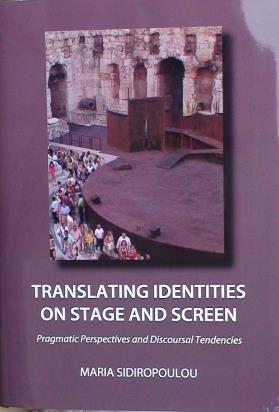 TRANSLATING IDENTITIES
ON STAGE AND SCREEN
Pragmatic Perspectives and Discoursal Tendencies
MARIA SIDIROPOULOU